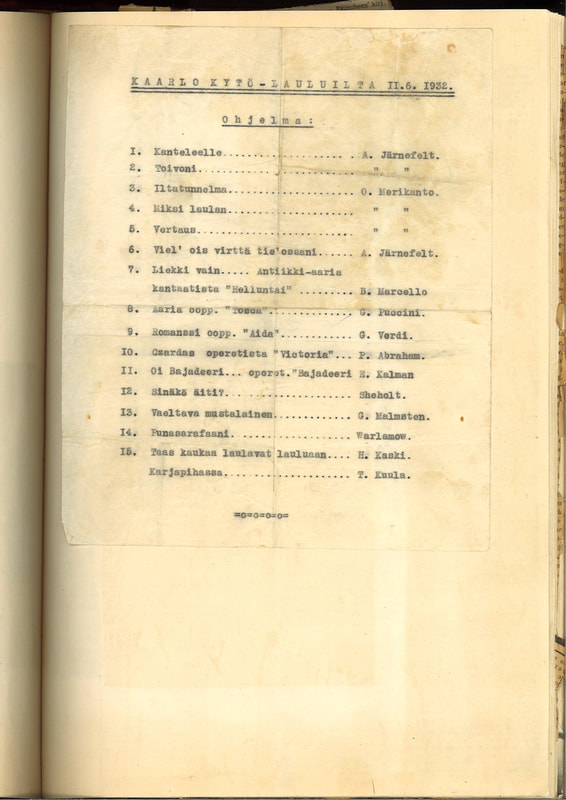 KAARLO KYTÖ-LAULUILTA II.6. 1932.
Ohjelma:
I. Kanteleelle.................... A. Järnefelt.
2. Toivoni........................ " "
3. Iltatunnelma................... O. Merikanto.
4. Miksi laulan................... " "
5. Vertaus........................ " "
6. Viel' ois virttä tie'ossani...... A. Järnefelt.
7. Liekki vain..... Antiikki-aaria
kantaatista "Helluntai" ......... B. Marcello
8. Aaria oopp. "Tosca".............. G. Puccini.
9. Romanssi oopp. "Aida"............ G. Verdi.
IO. Czardas operetista "Victoria"... P. Abraham.
II. Oi Bajadeeri... operet."Bajadeeri E. Kalman
I2. Sinäkö äitiy................... Sheholt.
I3. Vaeltava mustalainen............ G. Malmsten.
I4. Punasarafaani................... Warlamow.
I5. Taas kaukaa laulavat lauluaan.... H. Kaski.
Karjapihassa.................... T. Kuula.
=o=o=o=o=